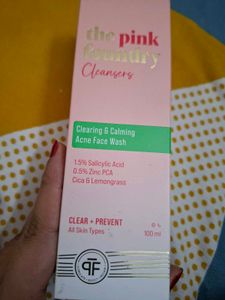 the pink
foundry
Cleansers
Clearing & Calming
Acne Face Wash
1.5% Salicylic Acid
0.5% Zinc PCA
Cica & Lemongrass
CLEAR + PREVENT
All Skin Types
100 ml